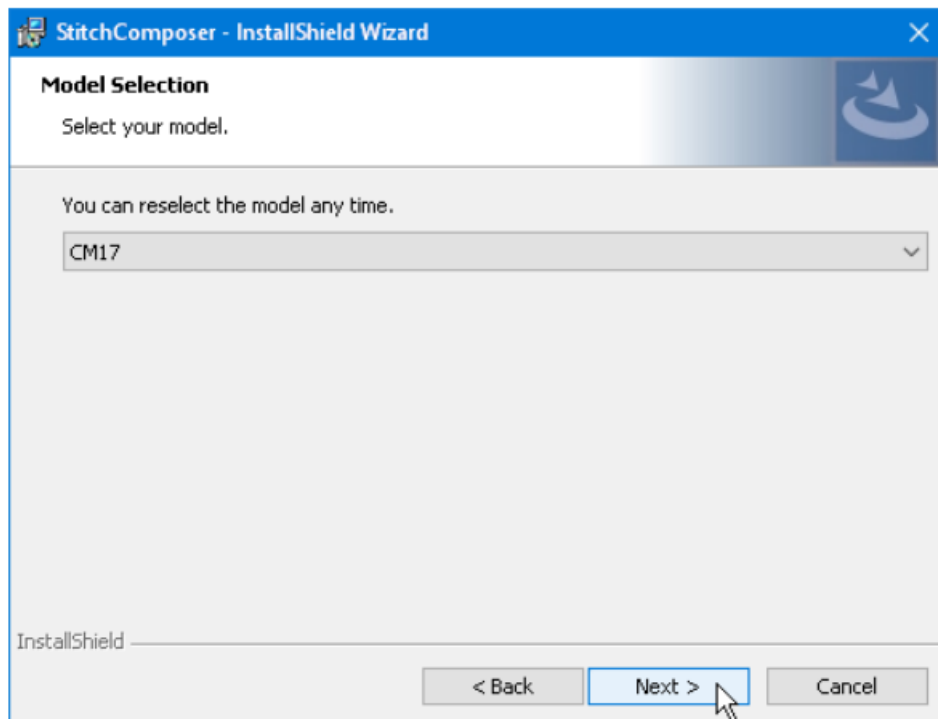 StitchComposer - InstallShield Wizard
Model Selection
Select your model.
You can reselect the model any time.
CM17
InstallShield
< Back
Next >
Cancel